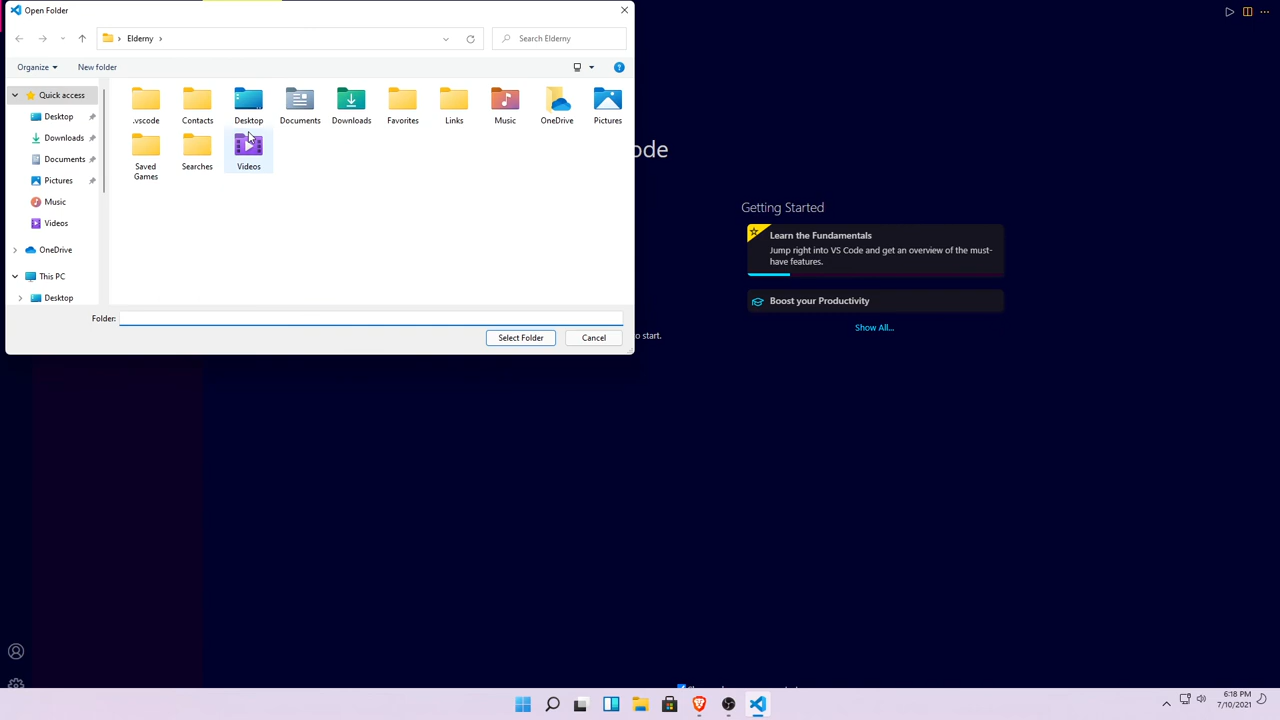 Open Folder
Elderny
Search Elderny
Organize
New folder
Quick access
Desktop
Downloads
Documents
Pictures
Music
Videos
OneDrive
This PC
Desktop
.vscode
Contacts
Desktop
Documents
Downloads
Favorites
Links
Music
OneDrive
Pictures
Saved
Games
Searches
Videos
Folder:
Select Folder
Cancel
ode
Getting Started
Learn the Fundamentals
Jump right into VS Code and get an overview of the must-
have features.
Boost your Productivity
Show All...
o start.
6:18 PM
7/10/2021